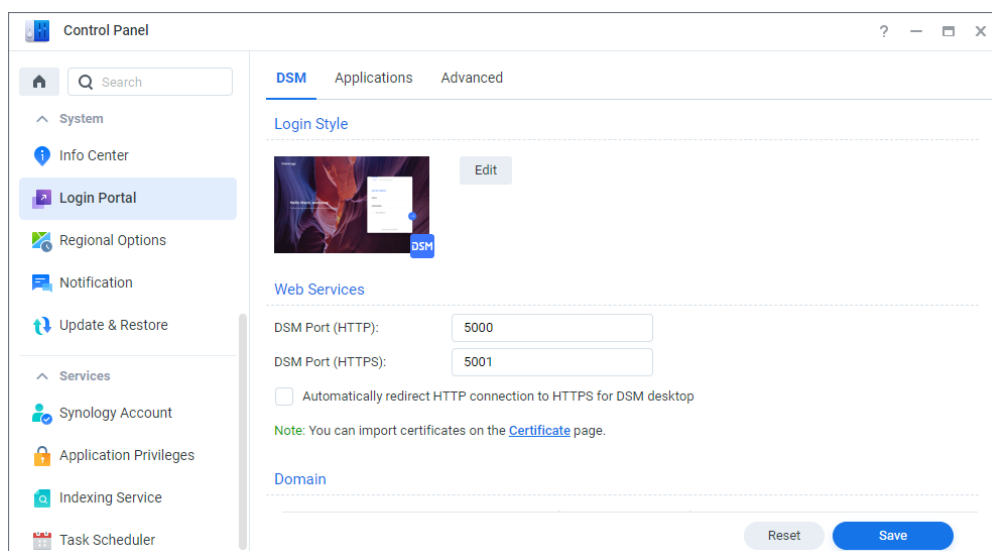 Control Panel
?
Search
DSM Applications Advanced
System
Info Center
Login Portal
Regional Options
Notification
Update & Restore
Services
Synology Account
Application Privileges
Indexing Service
Task Scheduler
Login Style
Edit
DSM
Web Services
DSM Port (HTTP): 5000
DSM Port (HTTPS): 5001
Automatically redirect HTTP connection to HTTPS for DSM desktop
Note: You can import certificates on the Certificate page.
Domain
Reset Save